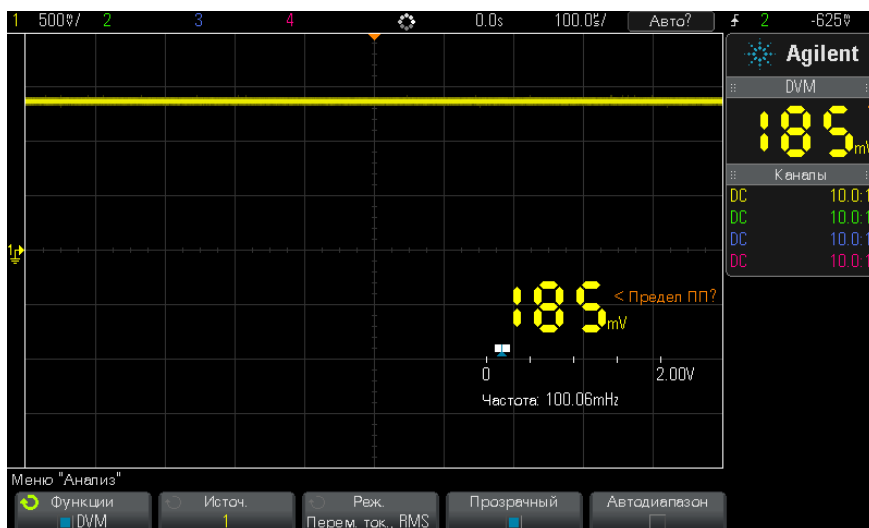 1 500㎷/ 2 3 4 0.0s 100.0㎲/ Авто? 2 -625㎷
Agilent
DVM
185 mV
Каналы
DC 10.0:1
DC 10.0:1
DC 10.0:1
DC 10.0:1
1
185 mV < Предел ПП?
0 2.00V
Частота: 100.06mHz
Меню "Анализ"
Функции Источ. Реж. Прозрачный Автодиапазон
DVM 1 Перем. ток., RMS